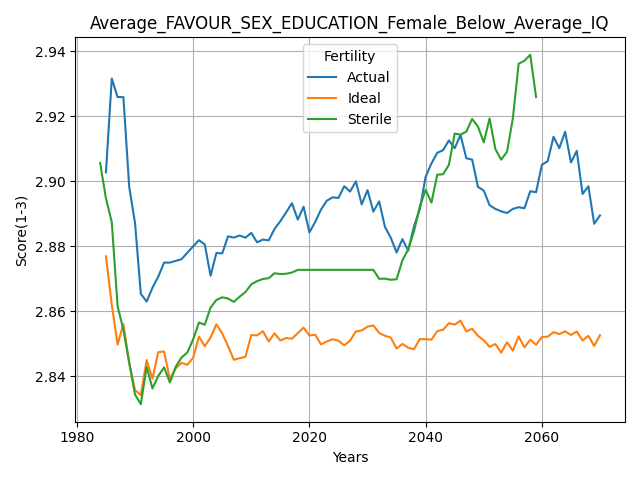 Average_FAVOUR_SEX_EDUCATION_Female_Below_Average_IQ
Fertility
Actual
Ideal
Sterile
Score(1-3)
2.94
2.92
2.90
2.88
2.86
2.84
1980
2000
2020
2040
2060
Years